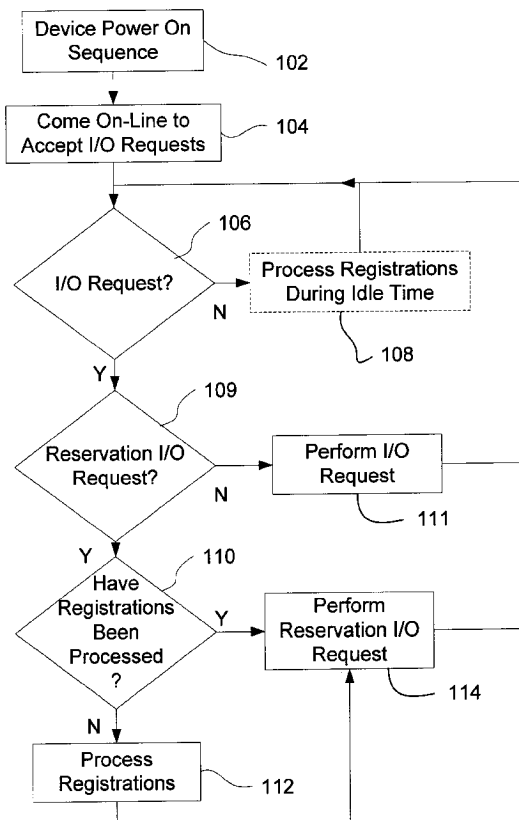 Device Power On
Sequence
102
Come On-Line to
Accept I/O Requests
104
106
I/O Request?
N
Process Registrations
During Idle Time
108
Y
109
Reservation I/O
Request?
N
Perform I/O
Request
111
Y
110
Have
Registrations
Been
Processed
?
Y
Perform
Reservation I/O
Request
114
N
Process
Registrations
112